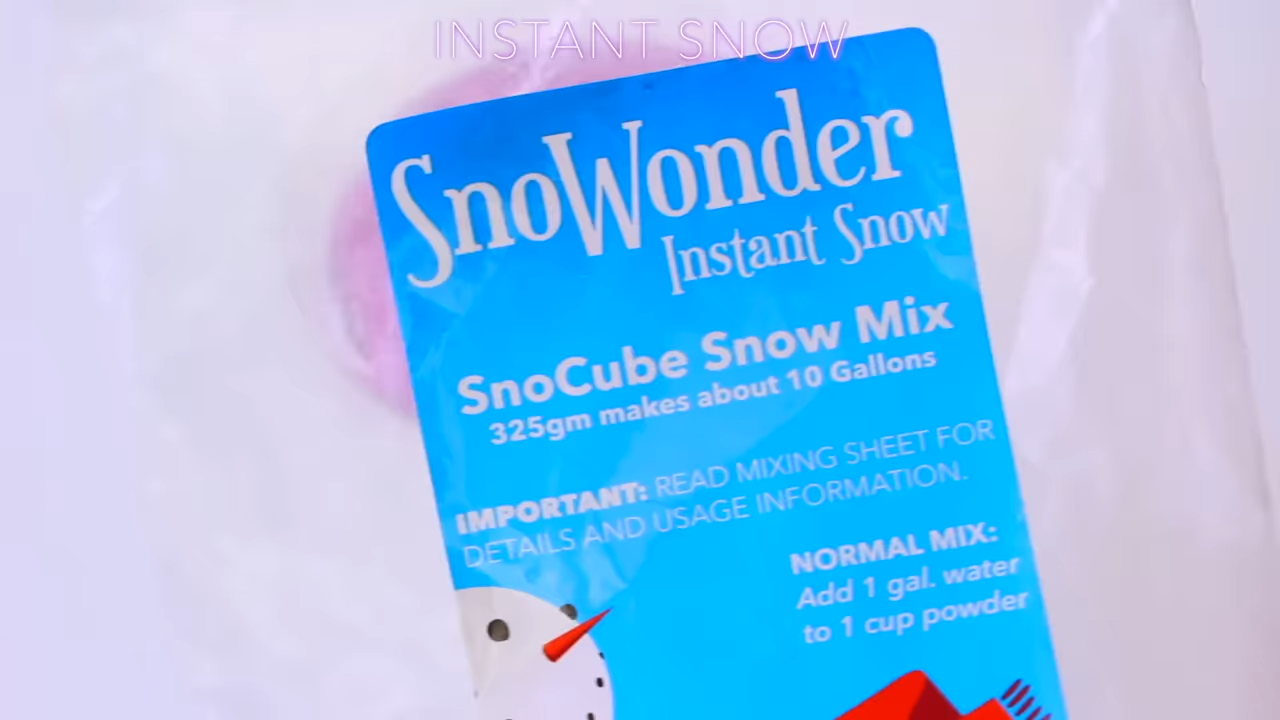 INSTANT SNOW
SnoWonder
Instant Snow
SnoCube Snow Mix
325gm makes about 10 Gallons
IMPORTANT: READ MIXING SHEET FOR
DETAILS AND USAGE INFORMATION.
NORMAL MIX:
Add 1 gal. water
to 1 cup powder